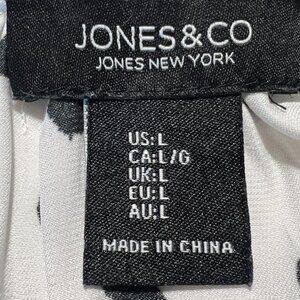 JONES & CO
JONES NEW YORK
US: L
CA: L/G
UK: L
EU: L
AU: L
MADE IN CHINA